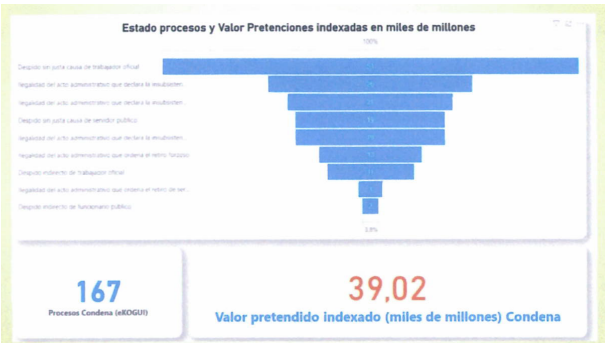 Estado procesos y Valor Pretenciones indexadas en miles de millones
100%
Despido sin justa causa de trabajador oficial
Ilegalidad del acto administrativo que declara la insubsisten...
Ilegalidad del acto administrativo que declara la insubsisten...
Despido sin justa causa de servidor público
Ilegalidad del acto administrativo que declara la insubsisten...
Ilegalidad del acto administrativo que ordena el retiro forzoso
Despido indirecto de trabajador oficial
Ilegalidad del acto administrativo que ordena el retiro de ser...
Despido indirecto de funcionario público
167
Procesos Condena (eKOGUI)
39,02
Valor pretendido indexado (miles de millones) Condena